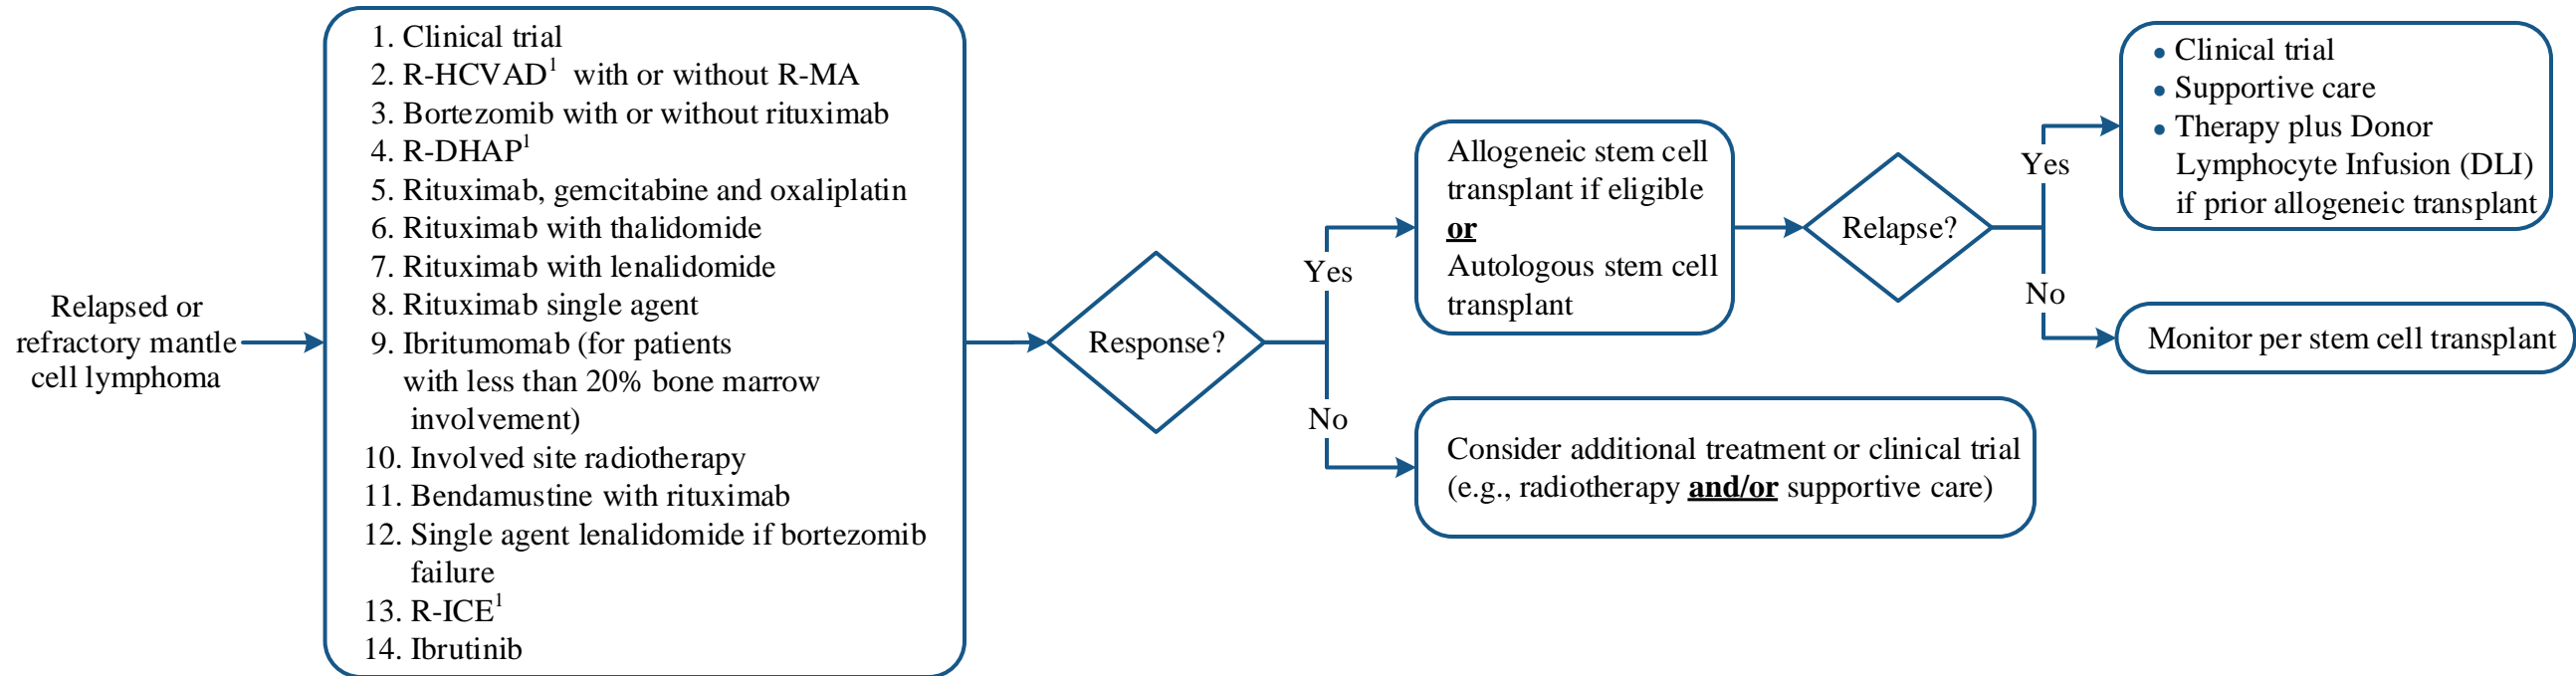 Relapsed or
refractory mantle
cell lymphoma
1. Clinical trial
2. R-HCVAD¹ with or without R-MA
3. Bortezomib with or without rituximab
4. R-DHAP¹
5. Rituximab, gemcitabine and oxaliplatin
6. Rituximab with thalidomide
7. Rituximab with lenalidomide
8. Rituximab single agent
9. Ibritumomab (for patients
with less than 20% bone marrow
involvement)
10. Involved site radiotherapy
11. Bendamustine with rituximab
12. Single agent lenalidomide if bortezomib
failure
13. R-ICE¹
14. Ibrutinib
Response?
Yes
Allogeneic stem cell
transplant if eligible
or
Autologous stem cell
transplant
No
Consider additional treatment or clinical trial
(e.g., radiotherapy and/or supportive care)
Relapse?
Yes
• Clinical trial
• Supportive care
• Therapy plus Donor
Lymphocyte Infusion (DLI)
if prior allogeneic transplant
No
Monitor per stem cell transplant